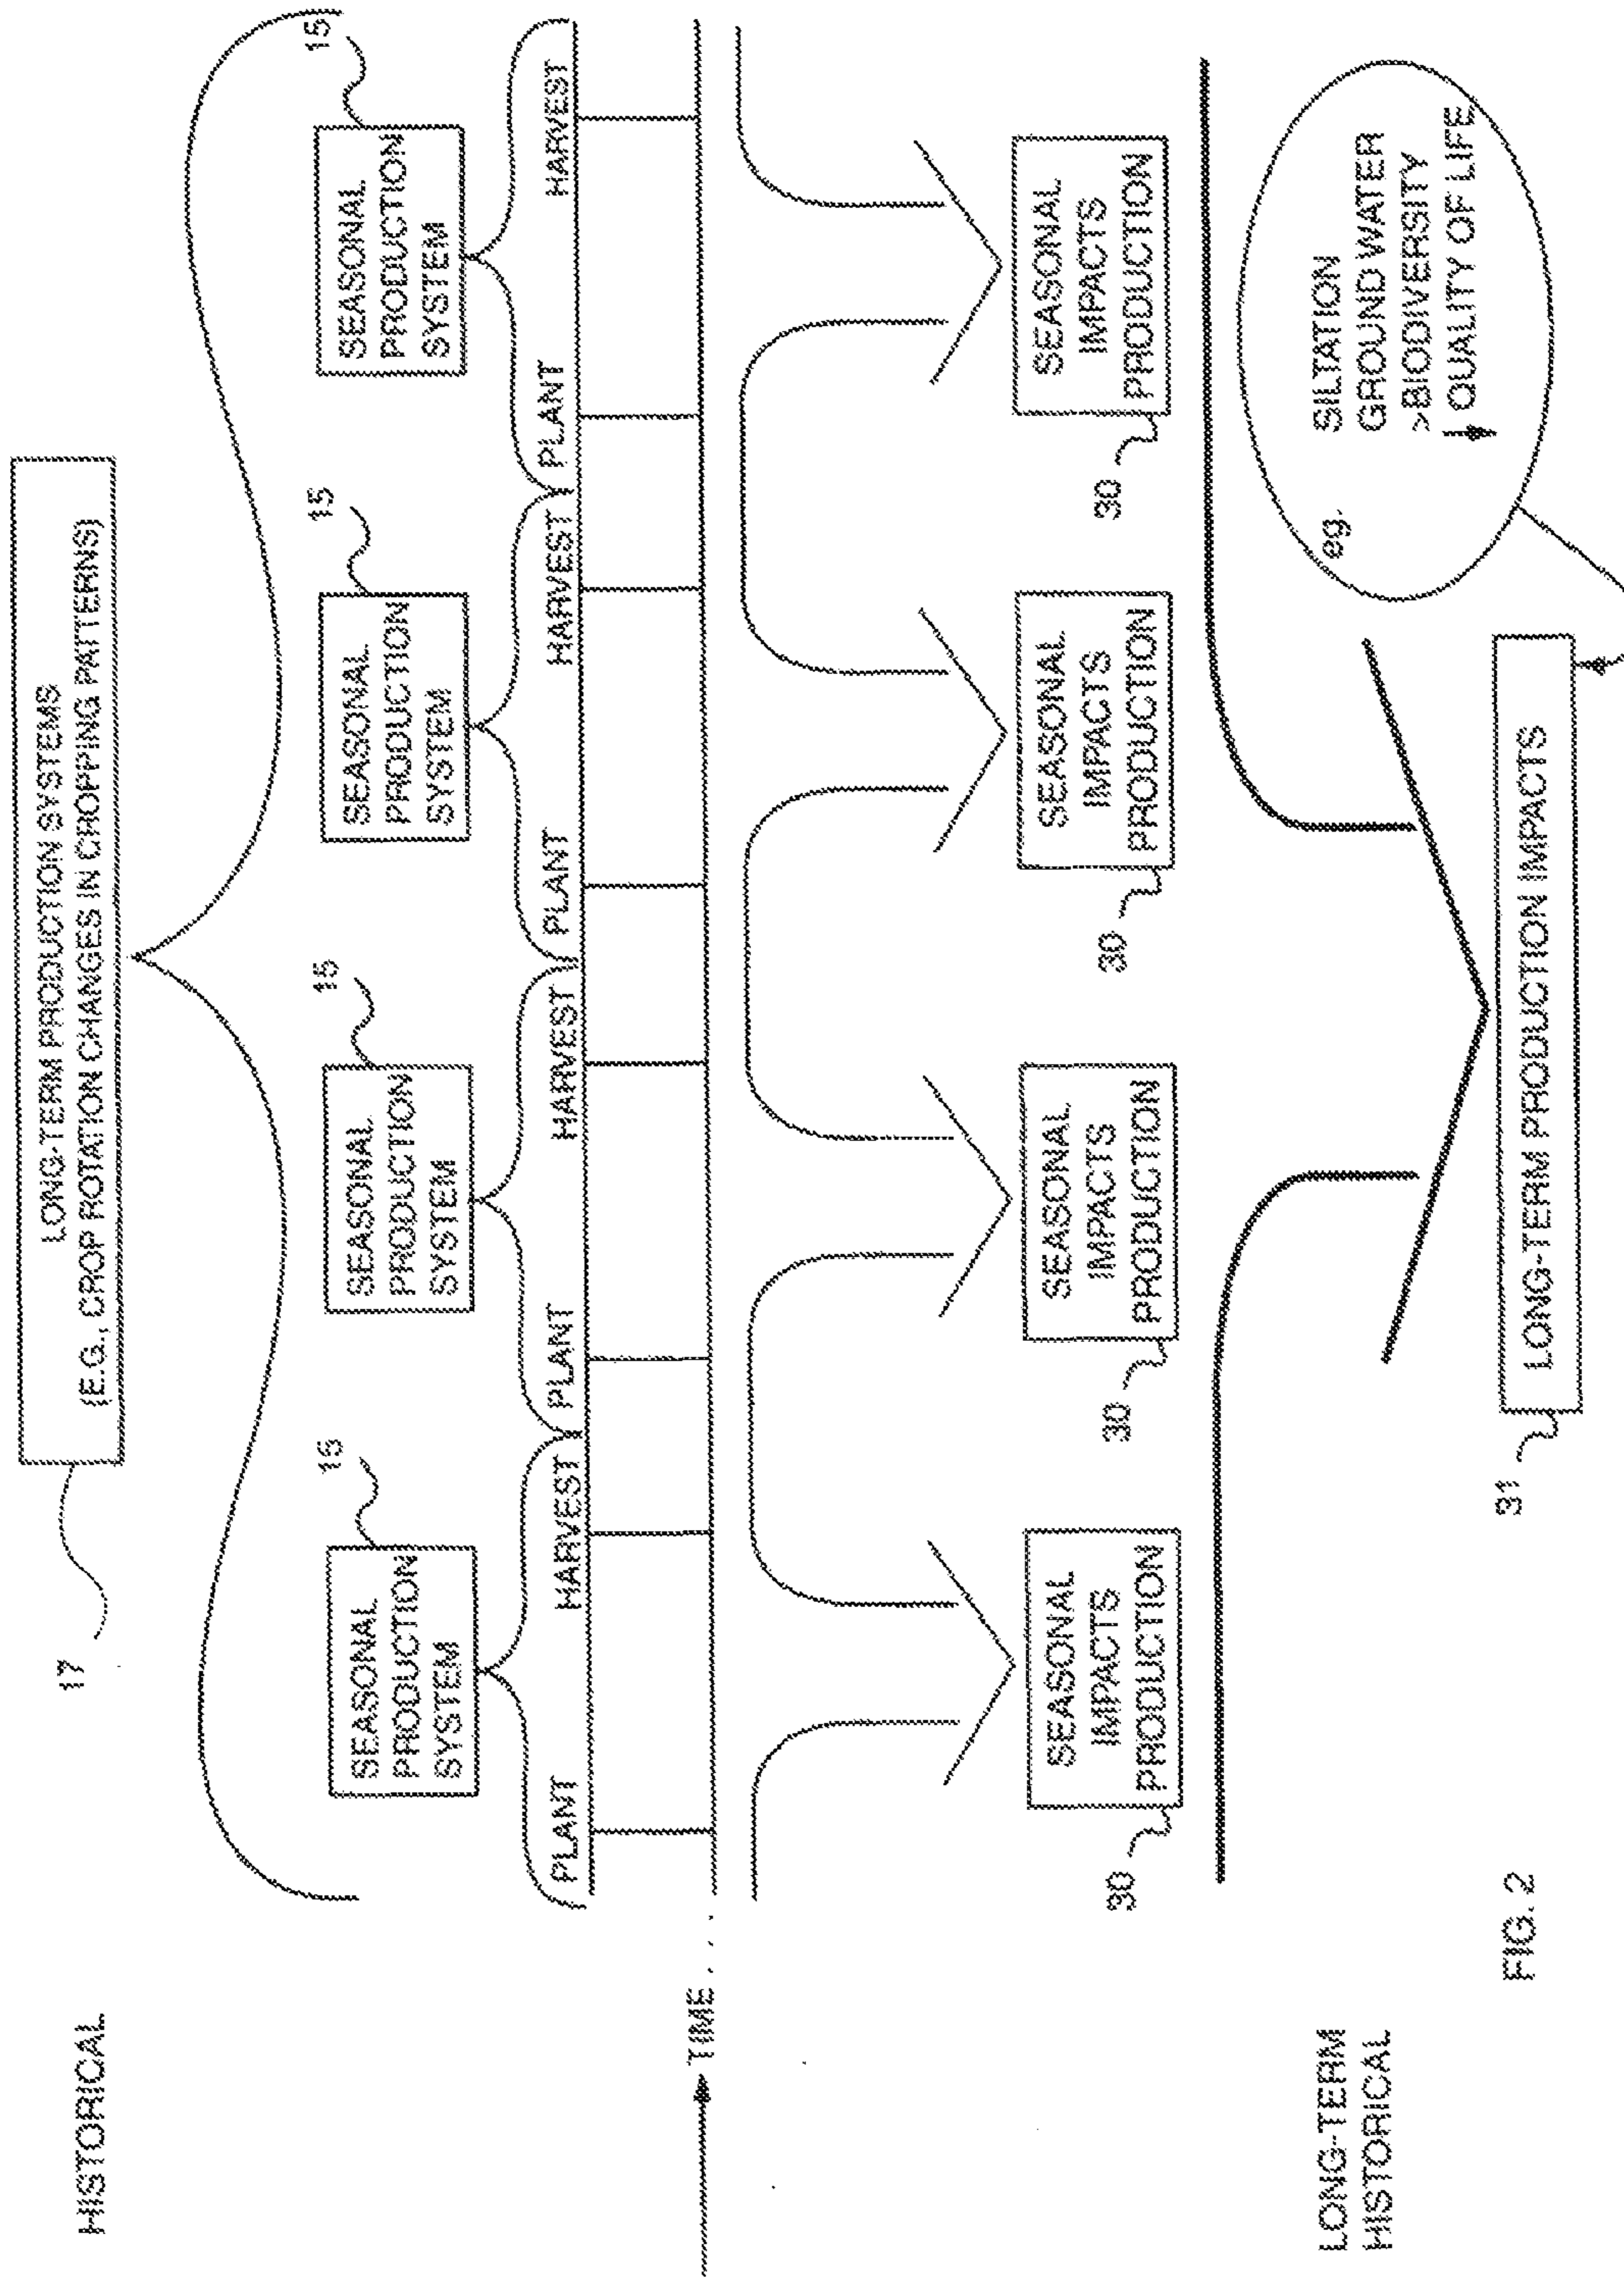 HISTORICAL
17
LONG-TERM PRODUCTION SYSTEMS
(E.G., CROP ROTATION CHANGES IN CROPPING PATTERNS)
15
15
15
15
SEASONAL
PRODUCTION
SYSTEM
SEASONAL
PRODUCTION
SYSTEM
SEASONAL
PRODUCTION
SYSTEM
SEASONAL
PRODUCTION
SYSTEM
PLANT HARVEST PLANT HARVEST PLANT HARVEST PLANT HARVEST
TIME . . . .
SEASONAL
IMPACTS
PRODUCTION
SEASONAL
IMPACTS
PRODUCTION
SEASONAL
IMPACTS
PRODUCTION
SEASONAL
IMPACTS
PRODUCTION
30
30
30
30
LONG-TERM
HISTORICAL
eg.
SILTATION
GROUND WATER
>BIODIVERSITY
QUALITY OF LIFE
31
LONG-TERM PRODUCTION IMPACTS
FIG. 2